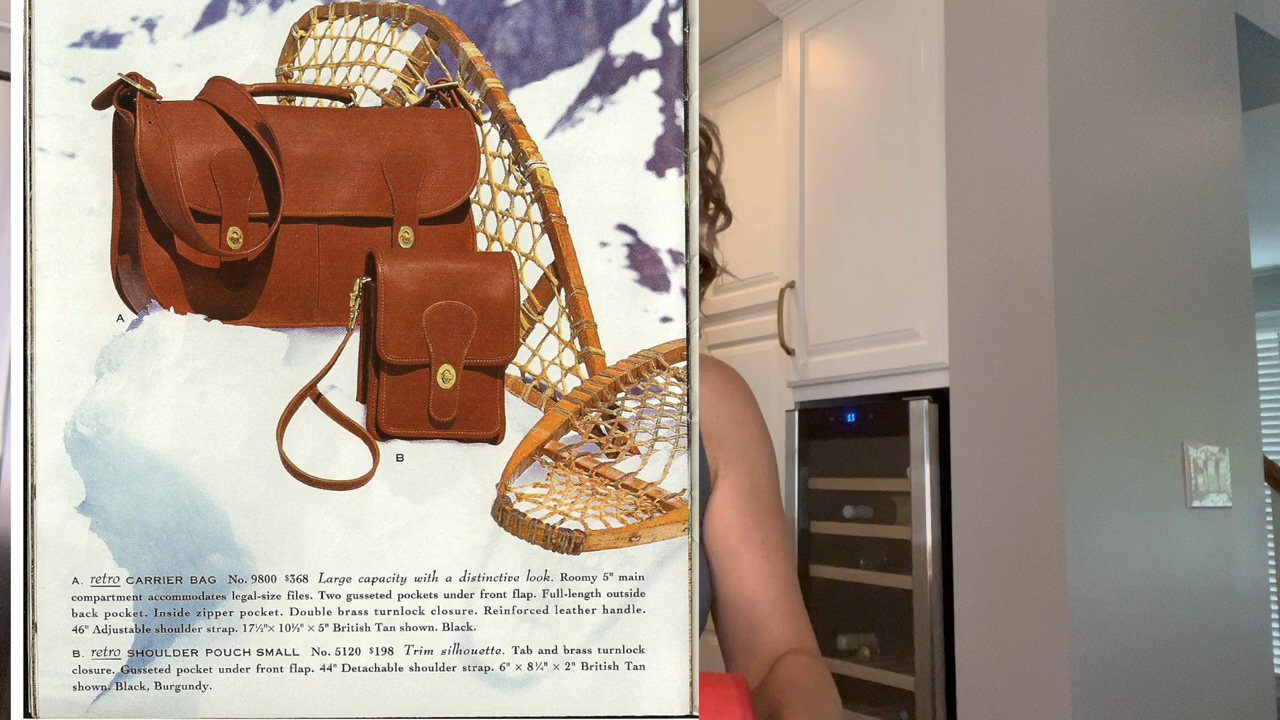 A
B
A. retro CARRIER BAG No. 9800 $368 Large capacity with a distinctive look. Roomy 5" main
compartment accommodates legal-size files. Two gusseted pockets under front flap. Full-length outside
back pocket. Inside zipper pocket. Double brass turnlock closure. Reinforced leather handle.
46" Adjustable shoulder strap. 17½" × 10½" × 5" British Tan shown. Black.
B. retro SHOULDER POUCH SMALL No. 5120 $198 Trim silhouette. Tab and brass turnlock
closure. Gusseted pocket under front flap. 44" Detachable shoulder strap. 6" × 8¼" × 2" British Tan
shown. Black, Burgundy.